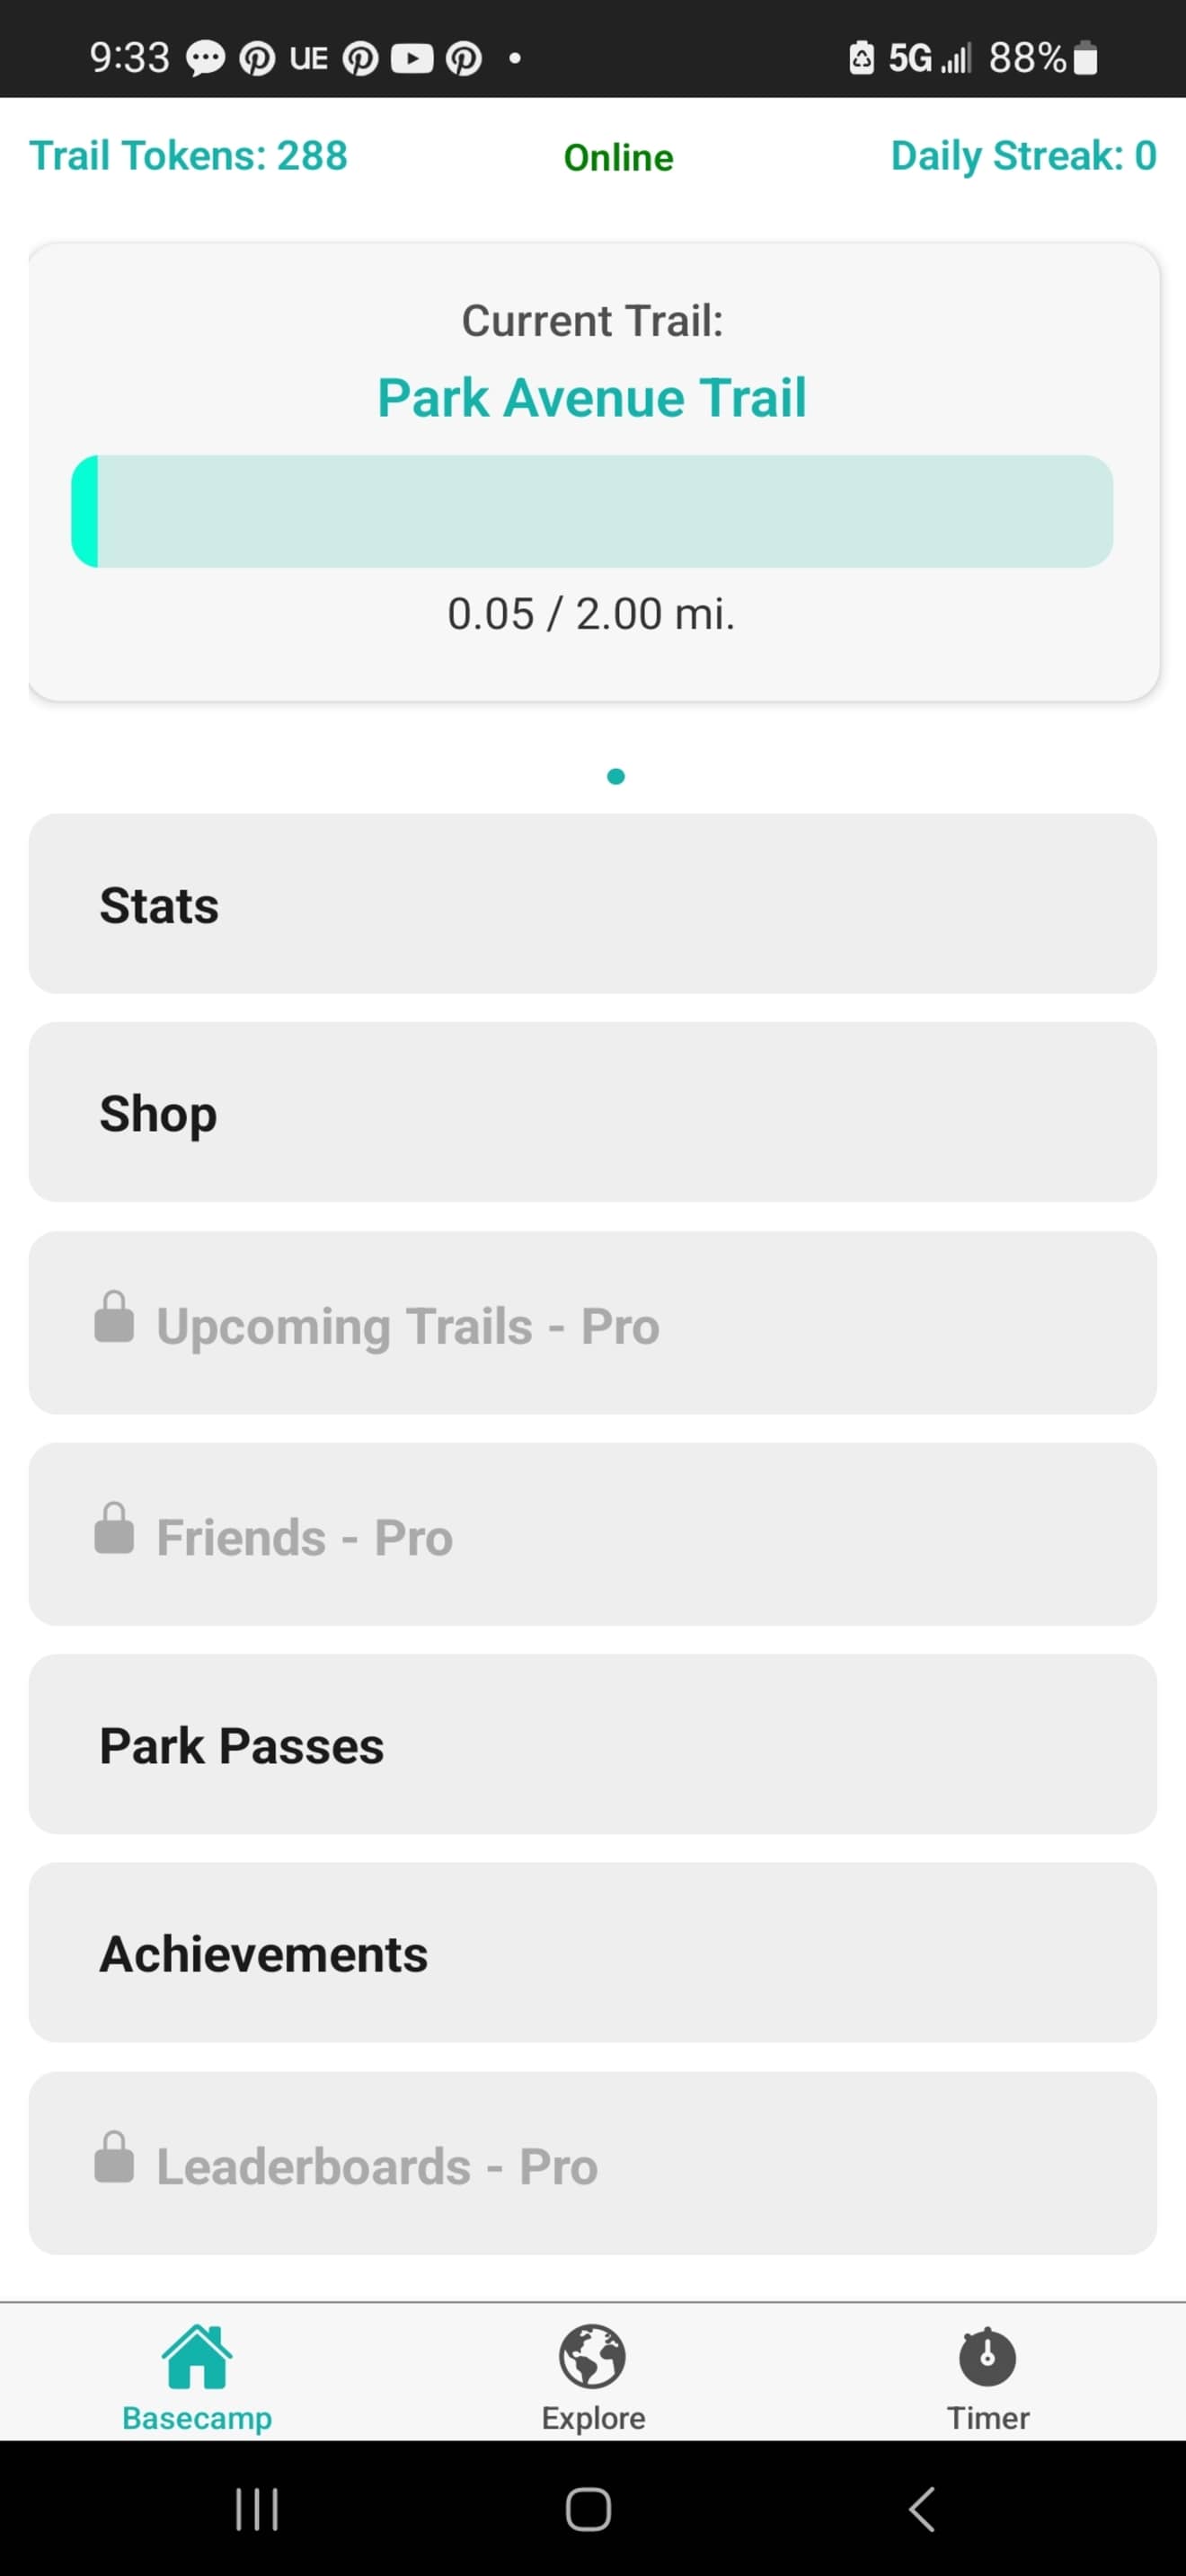 9:33 UE 5G 88%
Trail Tokens: 288 Online Daily Streak: 0
Current Trail:
Park Avenue Trail
0.05 / 2.00 mi.
Stats
Shop
Upcoming Trails - Pro
Friends - Pro
Park Passes
Achievements
Leaderboards - Pro
Basecamp Explore Timer